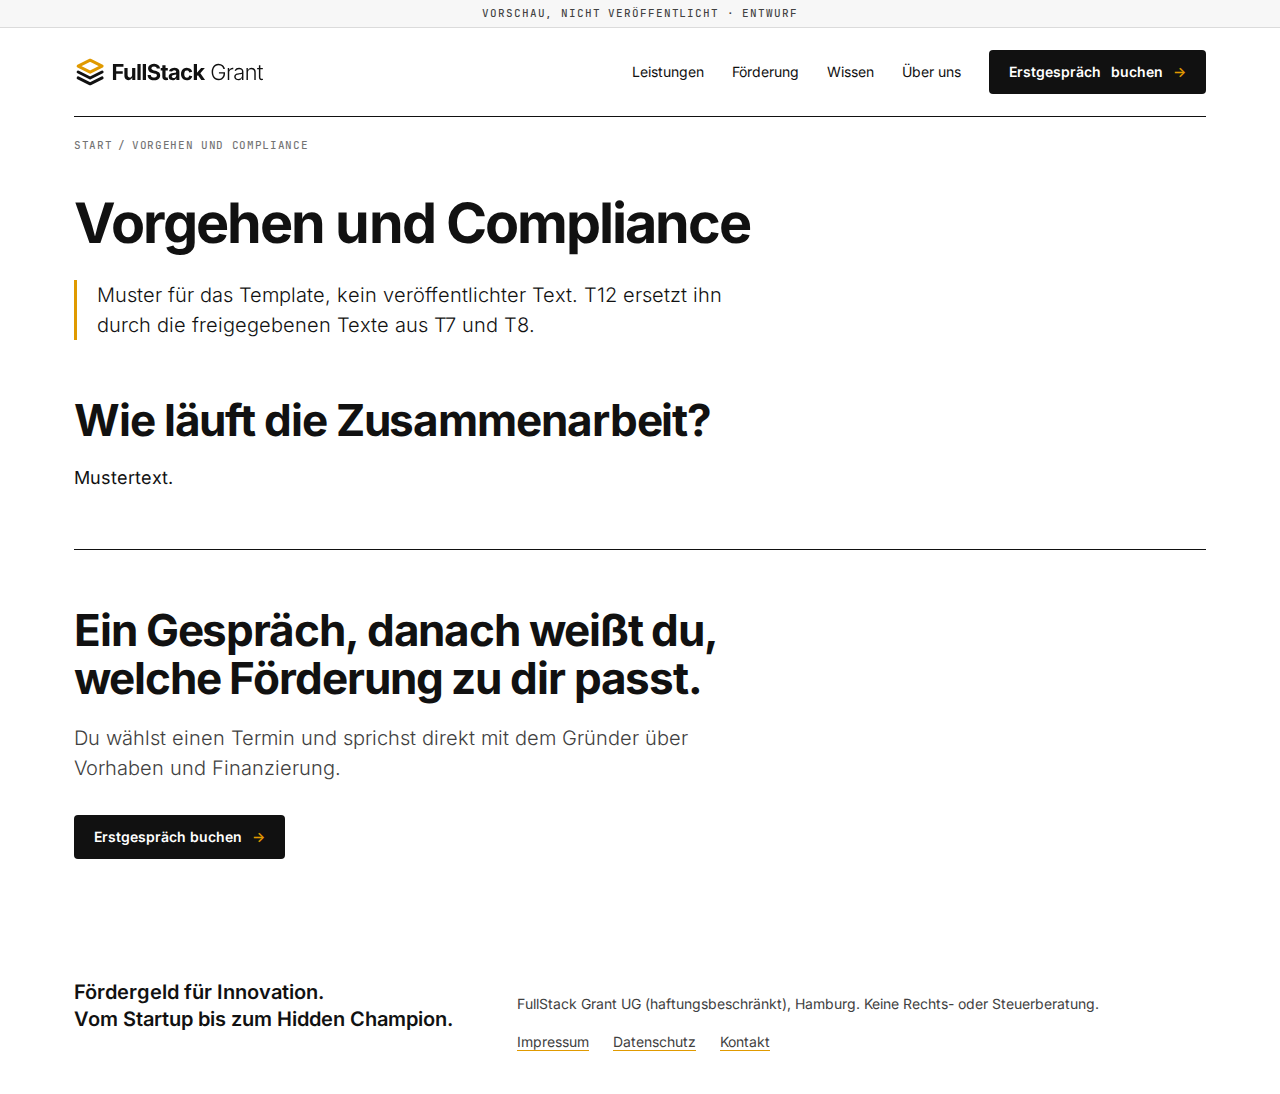 VORSCHAU, NICHT VERÖFFENTLICHT · ENTWURF
FullStack Grant
Leistungen Förderung Wissen Über uns Erstgespräch buchen →
START / VORGEHEN UND COMPLIANCE
Vorgehen und Compliance
Muster für das Template, kein veröffentlichter Text. T12 ersetzt ihn
durch die freigegebenen Texte aus T7 und T8.
Wie läuft die Zusammenarbeit?
Mustertext.
Ein Gespräch, danach weißt du,
welche Förderung zu dir passt.
Du wählst einen Termin und sprichst direkt mit dem Gründer über
Vorhaben und Finanzierung.
Erstgespräch buchen →
Fördergeld für Innovation.
Vom Startup bis zum Hidden Champion.
FullStack Grant UG (haftungsbeschränkt), Hamburg. Keine Rechts- oder Steuerberatung.
Impressum Datenschutz Kontakt